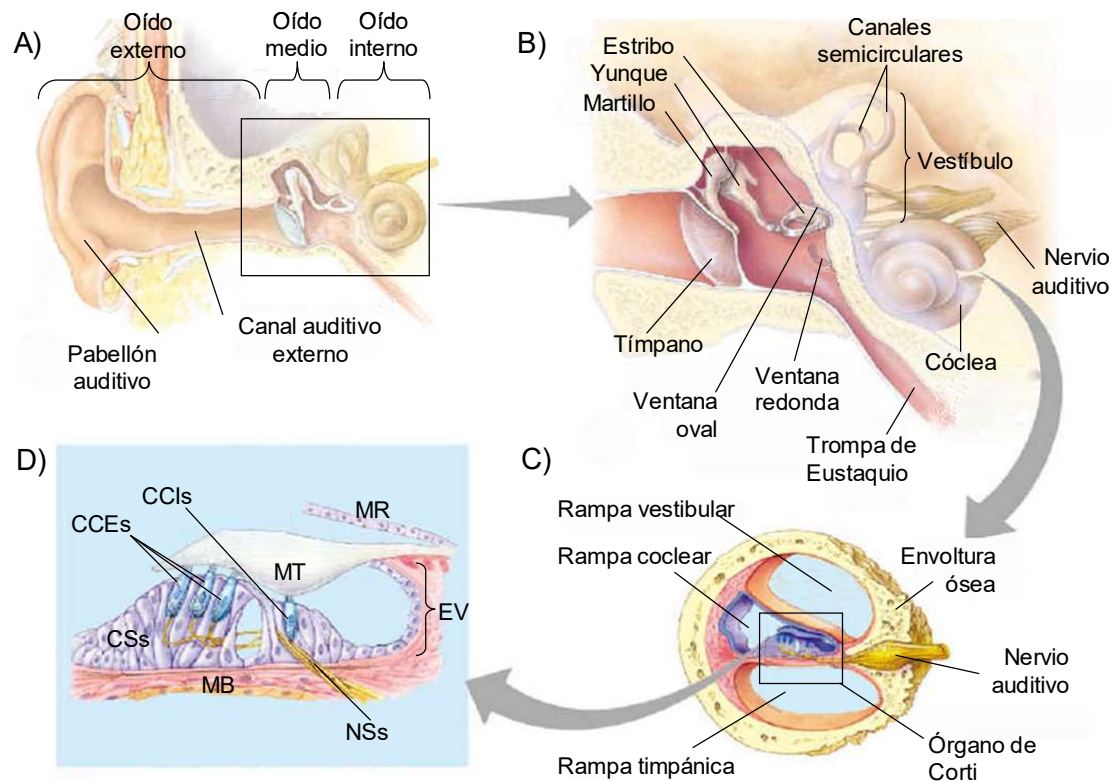 A)
Oído
externo
Oído
medio
Oído
interno
Pabellón
auditivo
Canal auditivo
externo
B)
Estribo
Yunque
Martillo
Canales
semicirculares
Vestíbulo
Nervio
auditivo
Tímpano
Cóclea
Ventana
oval
Ventana
redonda
Trompa de
Eustaquio
D)
CCIs
CCEs
MR
MT
EV
CSs
MB
NSs
C)
Rampa vestibular
Rampa coclear
Envoltura
ósea
Nervio
auditivo
Rampa timpánica
Órgano de
Corti